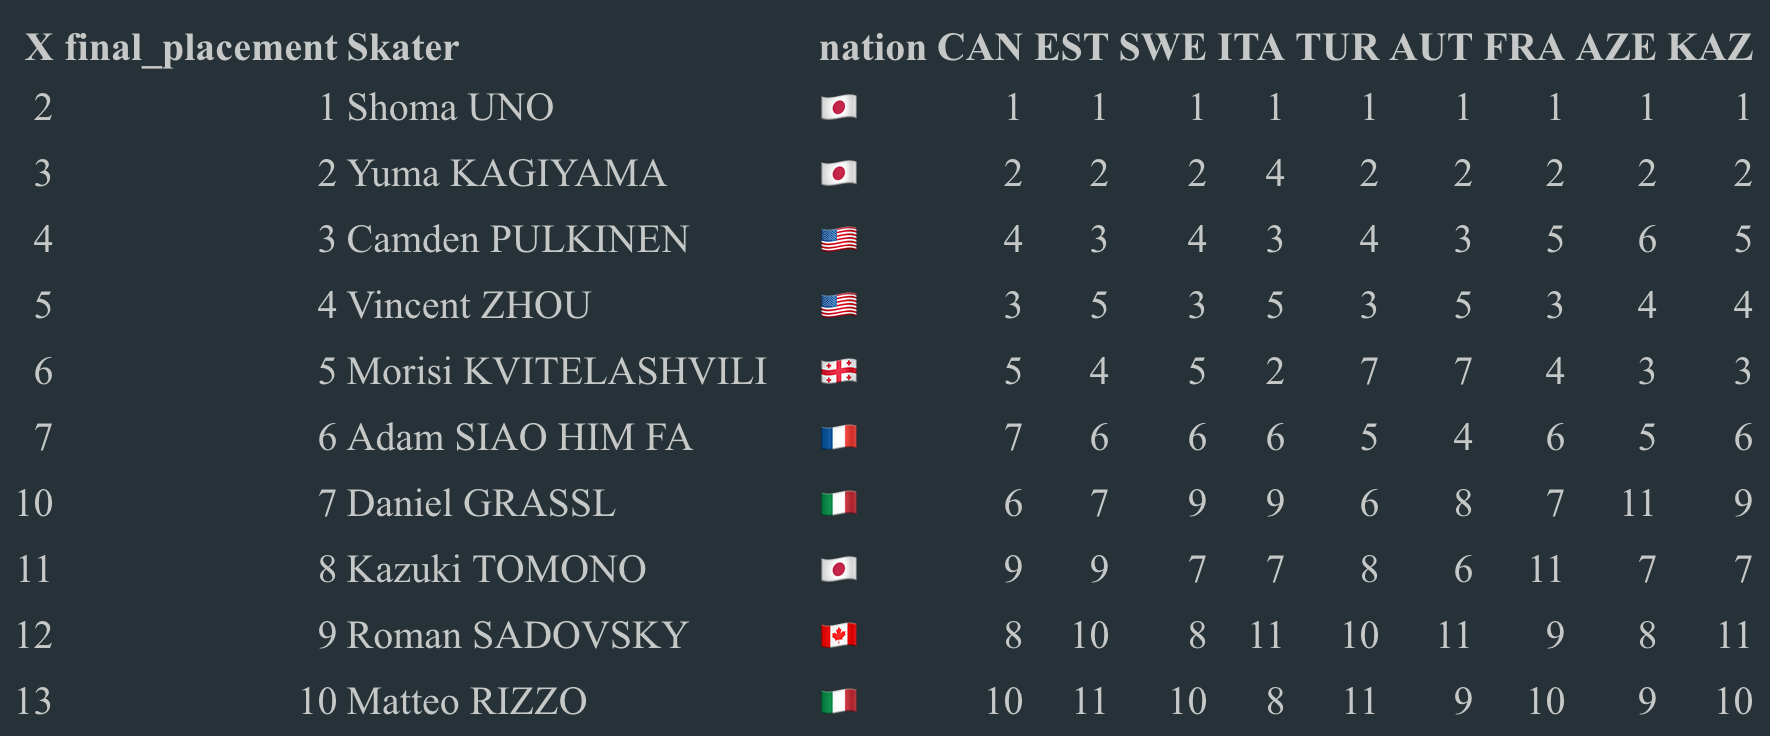 X final_placement Skater nation CAN EST SWE ITA TUR AUT FRA AZE KAZ
2 1 Shoma UNO 🇯🇵 1 1 1 1 1 1 1 1 1
3 2 Yuma KAGIYAMA 🇯🇵 2 2 2 4 2 2 2 2 2
4 3 Camden PULKINEN 🇺🇸 4 3 4 3 4 3 5 6 5
5 4 Vincent ZHOU 🇺🇸 3 5 3 5 3 5 3 4 4
6 5 Morisi KVITELASHVILI 🇬🇪 5 4 5 2 7 7 4 3 3
7 6 Adam SIAO HIM FA 🇫🇷 7 6 6 6 5 4 6 5 6
10 7 Daniel GRASSL 🇮🇹 6 7 9 9 6 8 7 11 9
11 8 Kazuki TOMONO 🇯🇵 9 9 7 7 8 6 11 7 7
12 9 Roman SADOVSKY 🇨🇦 8 10 8 11 10 11 9 8 11
13 10 Matteo RIZZO 🇮🇹 10 11 10 8 11 9 10 9 10